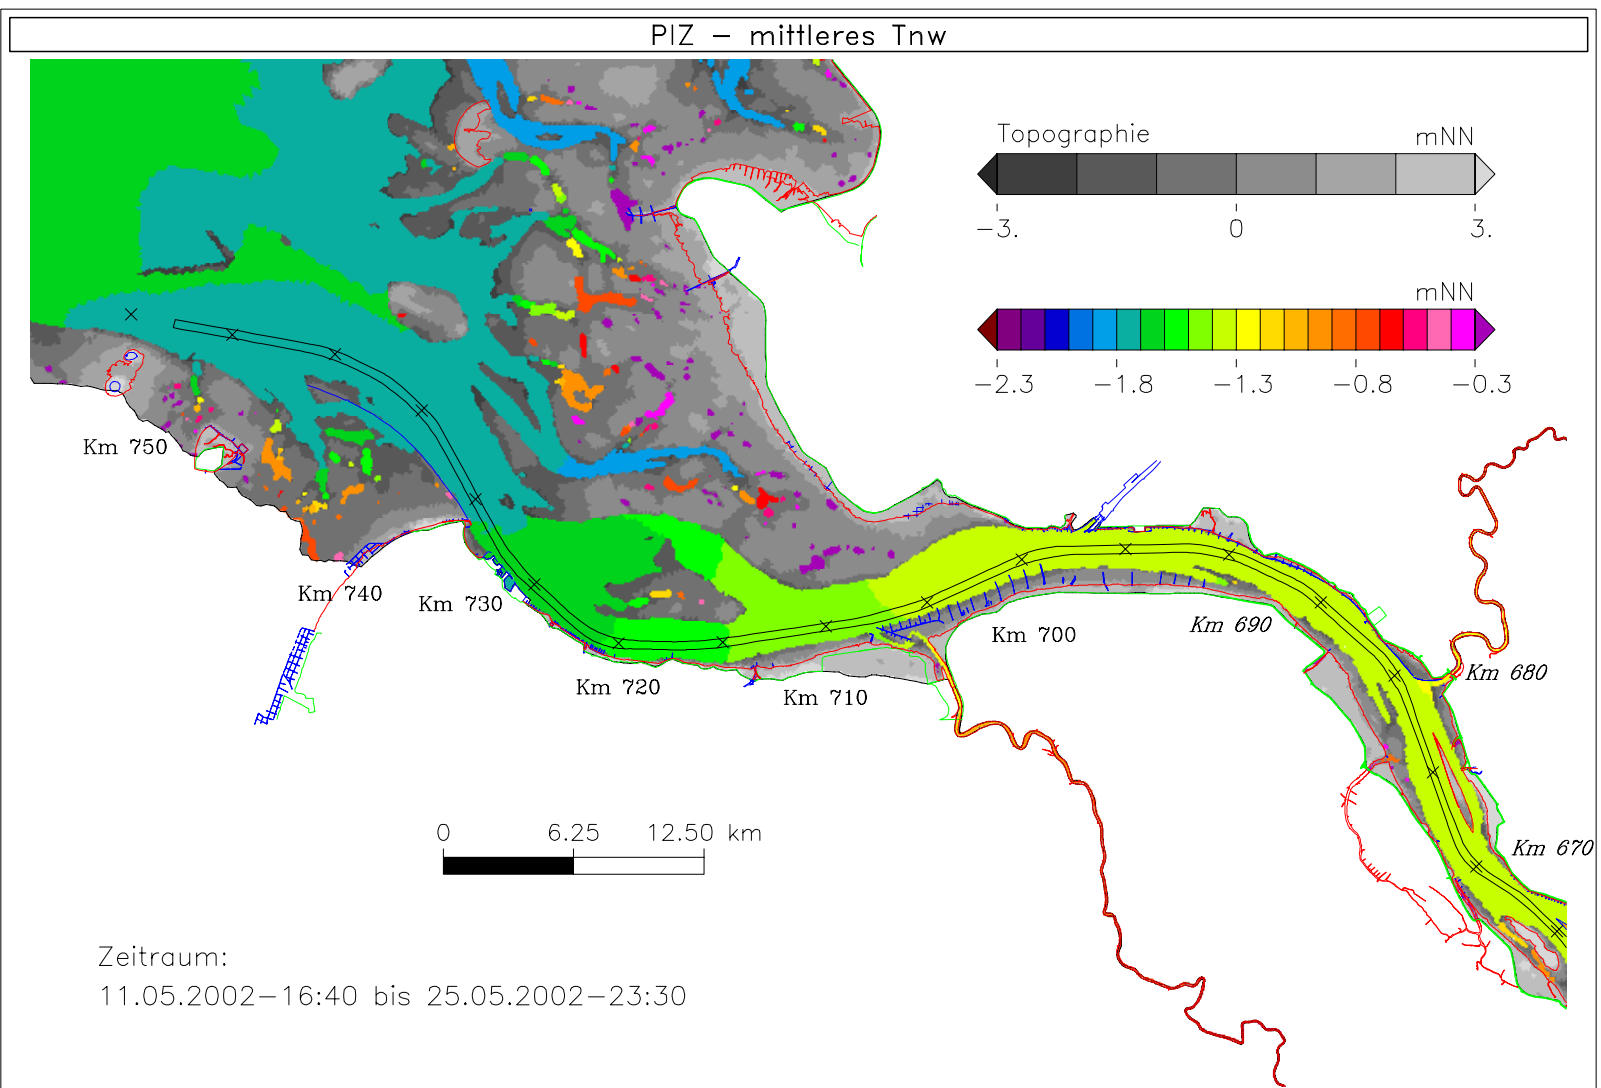 PIZ − mittleres Tnw
Topographie mNN
−3. 0 3.
mNN
−2.3 −1.8 −1.3 −0.8 −0.3
Km 750
Km 740
Km 730
Km 720
Km 710
Km 700
Km 690
Km 680
Km 670
0 6.25 12.50 km
Zeitraum:
11.05.2002−16:40 bis 25.05.2002−23:30